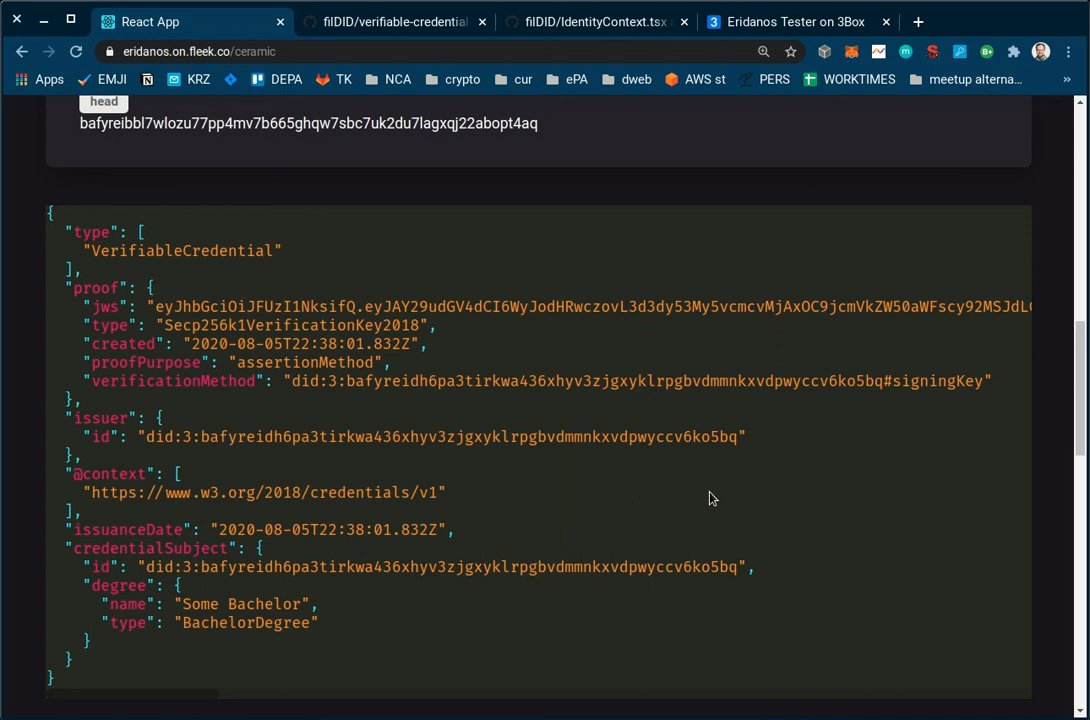 React App
filDID/verifiable-credential
filDID/IdentityContext.tsx
Eridanos Tester on 3Box
eridanos.on.fleek.co/ceramic
Apps
EMJI
KRZ
DEPA
TK
NCA
crypto
cur
ePA
dweb
AWS st
PERS
WORKTIMES
meetup alterna...
»
head
bafyreibbl7wlozu77pp4mv7b665ghqw7sbc7uk2du7lagxqj22abopt4aq
{
"type": [
"VerifiableCredential"
],
"proof": {
"jws": "eyJhbGciOiJFUzI1NksifQ.eyJAY29udGV4dCI6WyJodHRwczovL3d3dy53My5vcmcvMjAxOC9jcmVkZW50aWFscy92MSJdL
"type": "Secp256k1VerificationKey2018",
"created": "2020-08-05T22:38:01.832Z",
"proofPurpose": "assertionMethod",
"verificationMethod": "did:3:bafyreidh6pa3tirkwa436xhyv3zjgxyklrpgbvdmmnkxvdpwyccv6ko5bq#signingKey"
},
"issuer": {
"id": "did:3:bafyreidh6pa3tirkwa436xhyv3zjgxyklrpgbvdmmnkxvdpwyccv6ko5bq"
},
"@context": [
"https://www.w3.org/2018/credentials/v1"
],
"issuanceDate": "2020-08-05T22:38:01.832Z",
"credentialSubject": {
"id": "did:3:bafyreidh6pa3tirkwa436xhyv3zjgxyklrpgbvdmmnkxvdpwyccv6ko5bq",
"degree": {
"name": "Some Bachelor",
"type": "BachelorDegree"
}
}
}